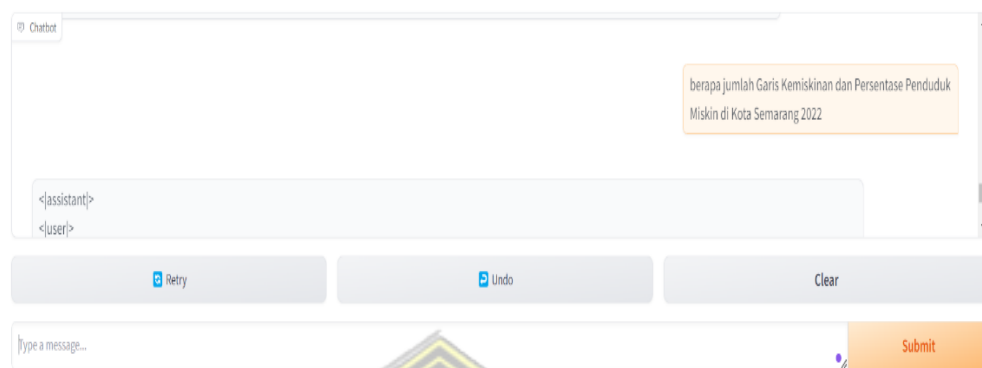 Chatbot
berapa jumlah Garis Kemiskinan dan Persentase Penduduk
Miskin di Kota Semarang 2022
<|assistant|>
<|user|>
Retry
Undo
Clear
Type a message...
Submit